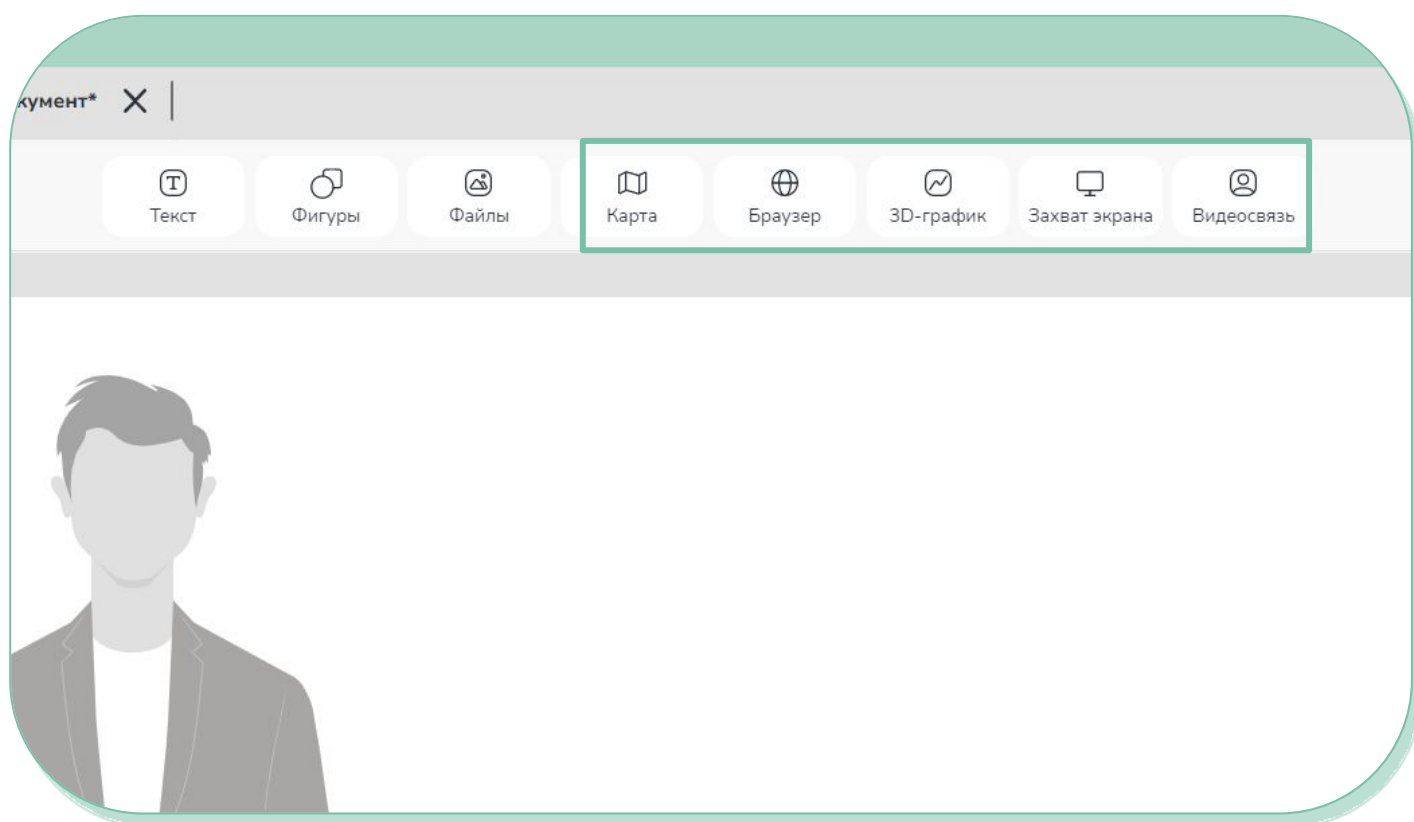 кумент*
Текст
Фигуры
Файлы
Карта
Браузер
3D-график
Захват экрана
Видеосвязь